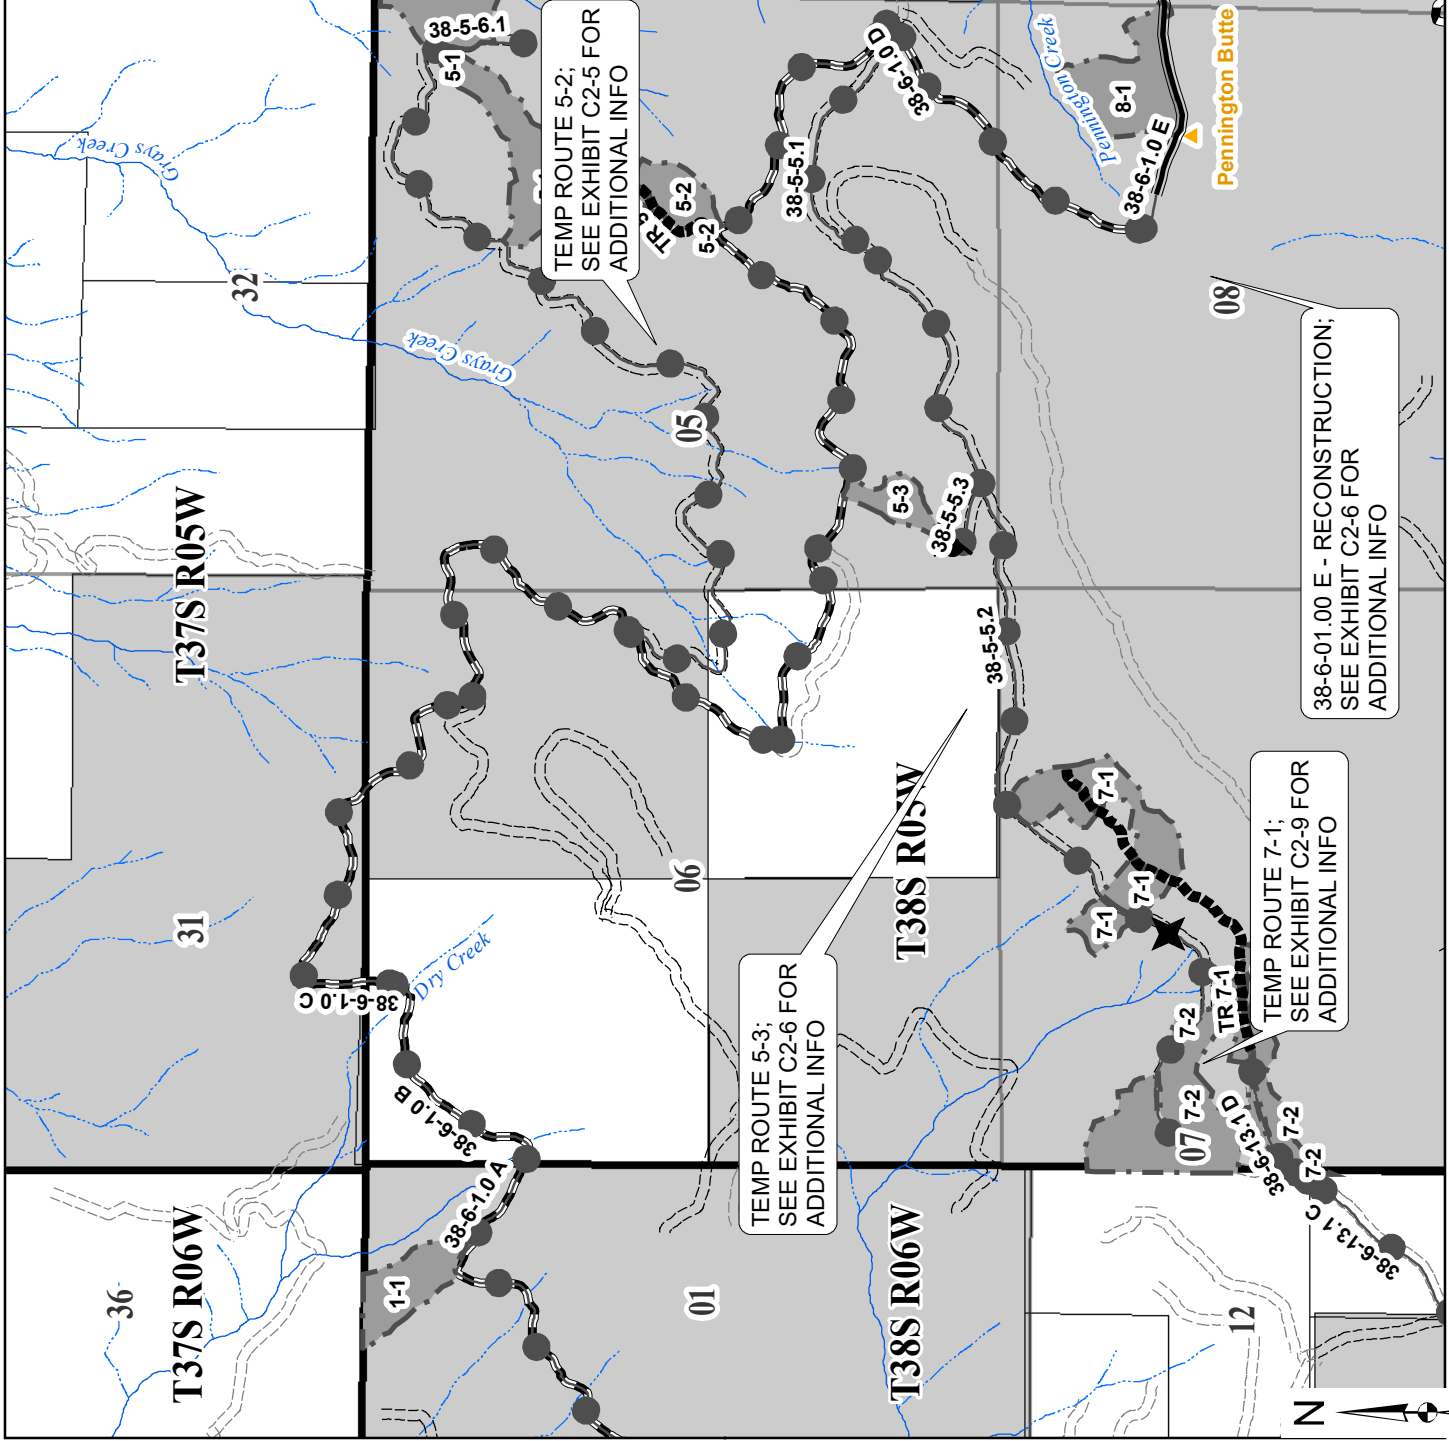 38-5-6.1
5-1
Grays Creek
32
TEMP ROUTE 5-2;
SEE EXHIBIT C2-5 FOR
ADDITIONAL INFO
5-2
5-2
38-5-5.1
38-6-1.0 D
Pennington Creek
8-1
38-6-1.0 E
Pennington Butte
Grays Creek
05
08
38-6-01.00 E - RECONSTRUCTION;
SEE EXHIBIT C2-6 FOR
ADDITIONAL INFO
5-3
38-5-5.3
T37S R05W
38-5-5.2
31
06
T38S R05W
7-1
7-1
7-1
TEMP ROUTE 7-1;
SEE EXHIBIT C2-9 FOR
ADDITIONAL INFO
TR 7-1
7-2
7-2
07
7-2
7-2
38-6-13.1 D
38-6-13.1 C
38-6-1.0 C
Dry Creek
38-6-1.0 B
38-6-1.0 A
TEMP ROUTE 5-3;
SEE EXHIBIT C2-6 FOR
ADDITIONAL INFO
T37S R06W
36
1-1
01
T38S R06W
12
N